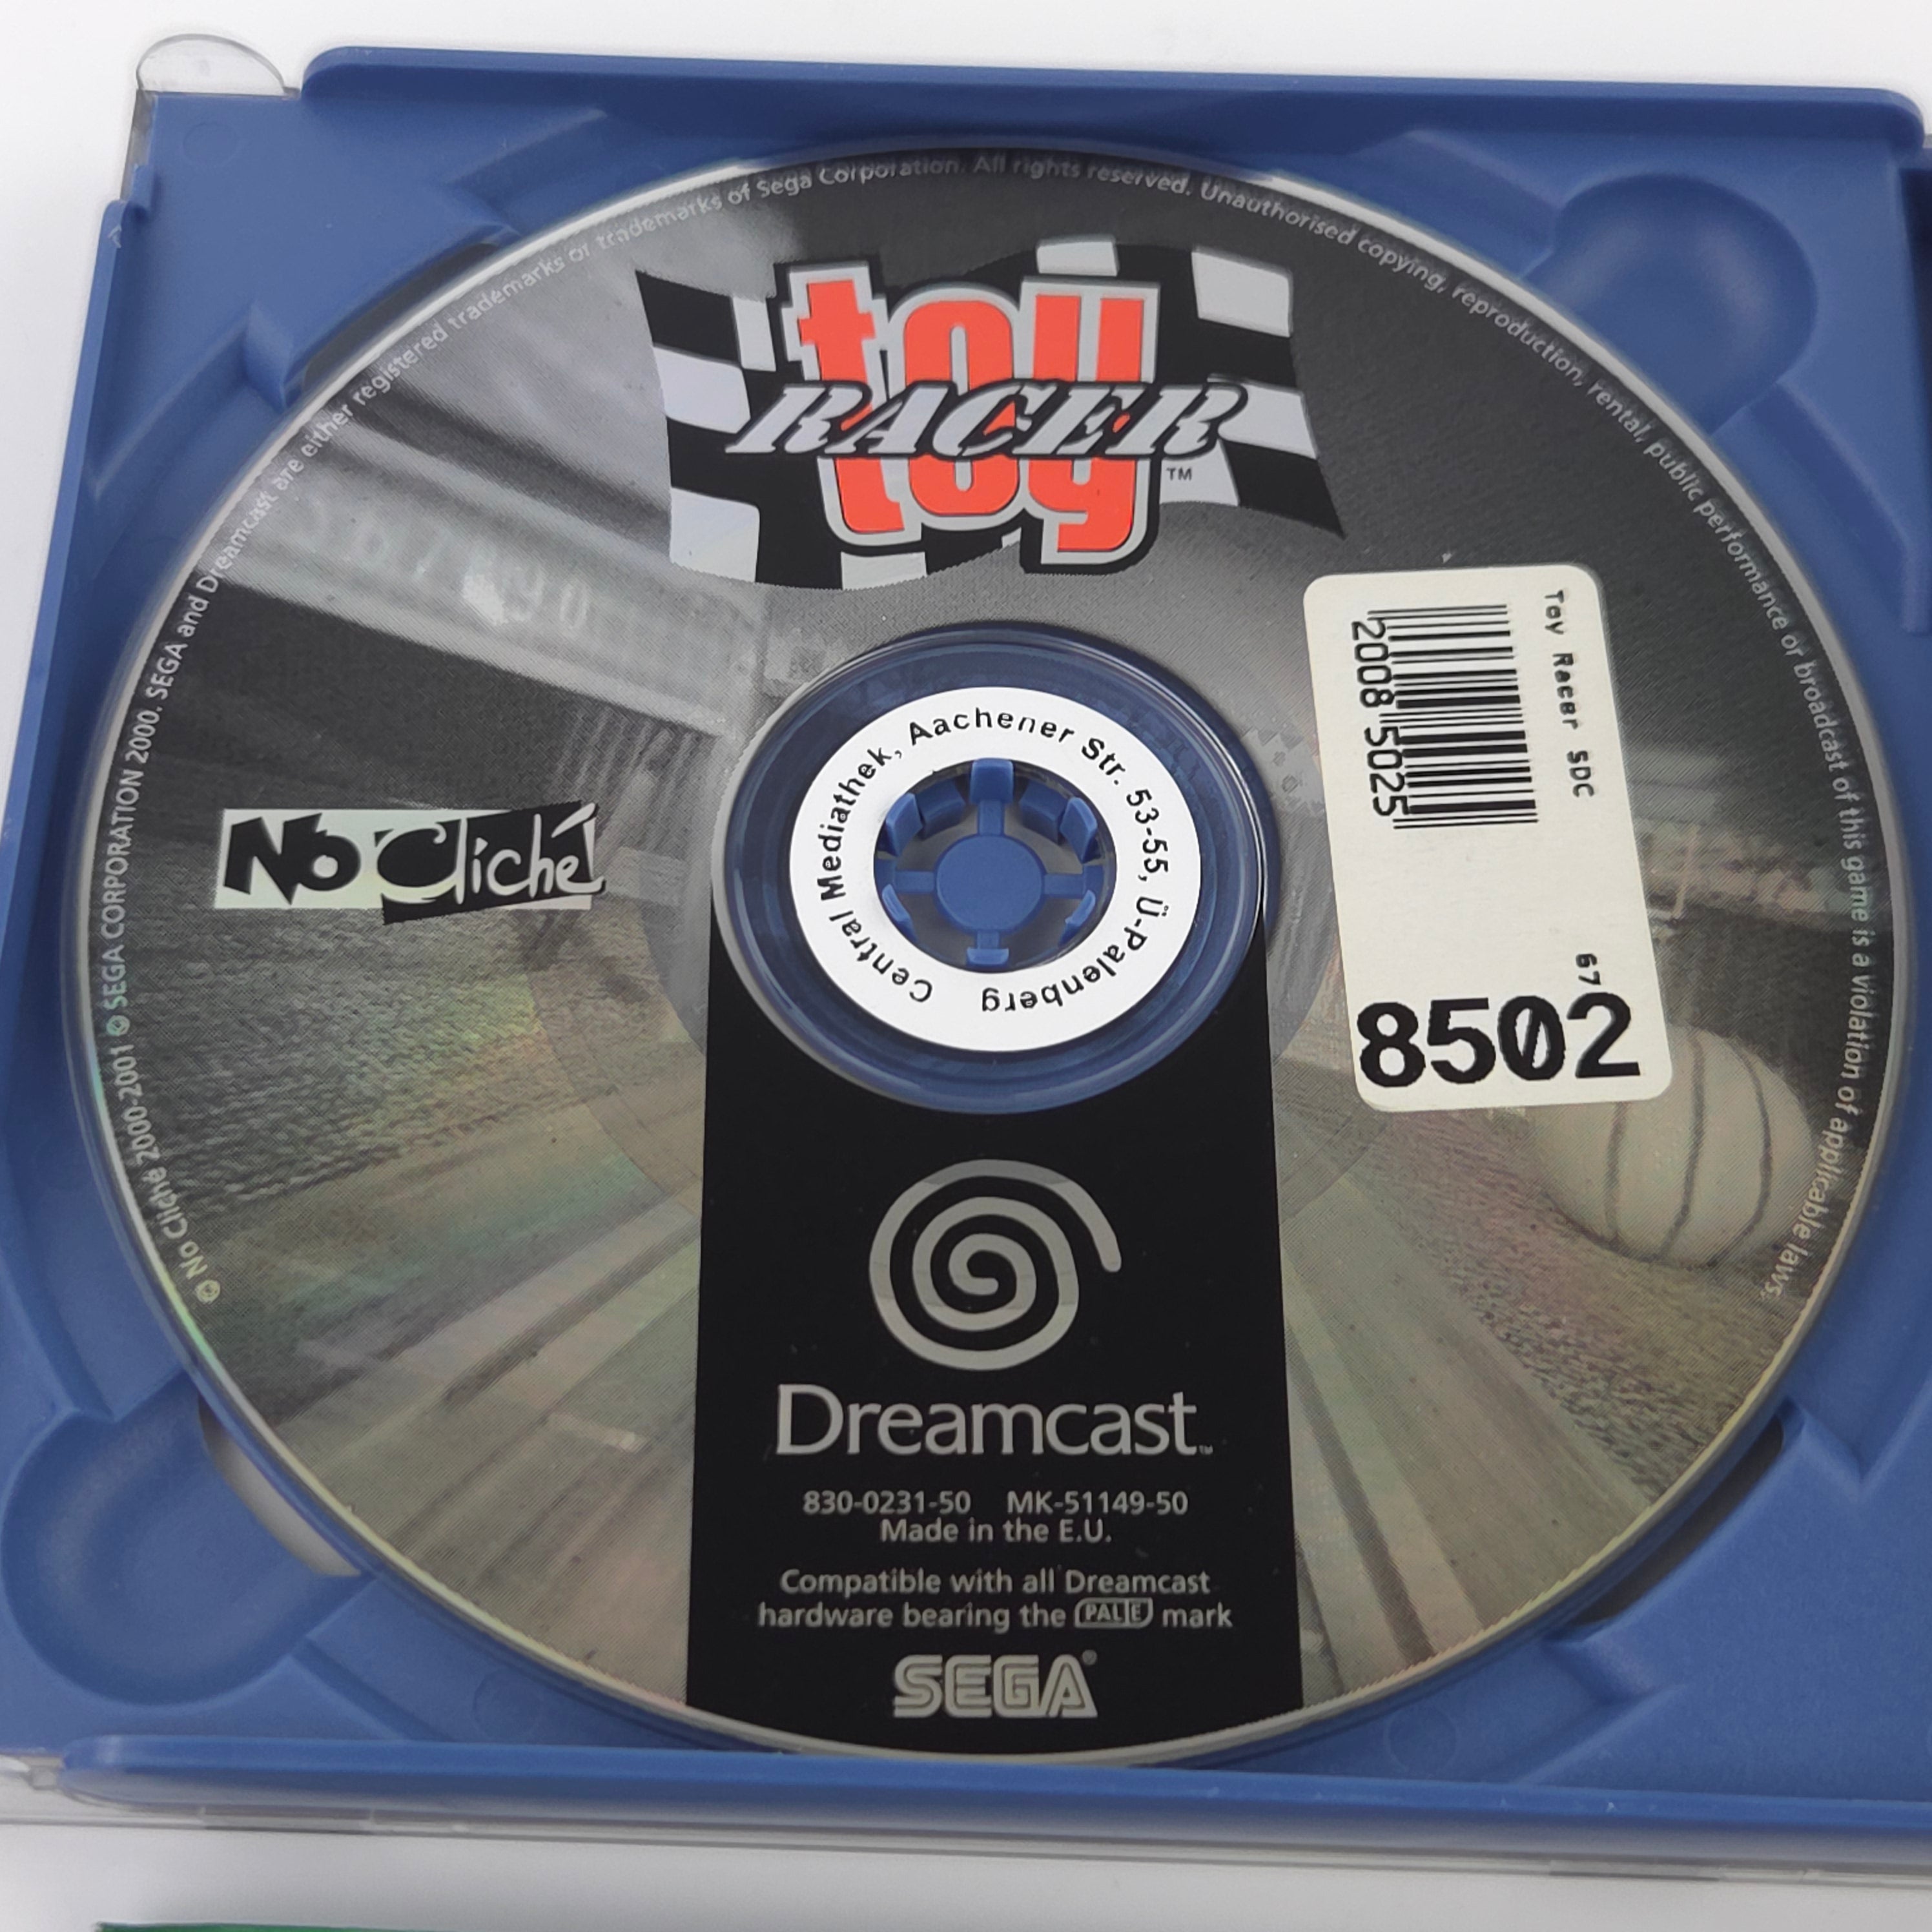 © No Cliché 2000-2001 © SEGA CORPORATION 2000. SEGA and Dreamcast are either registered trademarks or trademarks of Sega Corporation. All rights reserved. Unauthorised copying, reproduction, rental, public performance or broadcast of this game is a violation of applicable laws.
toy
RACER
toy
TM
No Cliché
Central Mediathek, Aachener Str. 53-55, Ü-Palenberg
Toy Racer SDC
2008 5025
67
8502
Dreamcast™
830-0231-50 MK-51149-50
Made in the E.U.
Compatible with all Dreamcast
hardware bearing the PAL E mark
SEGA®